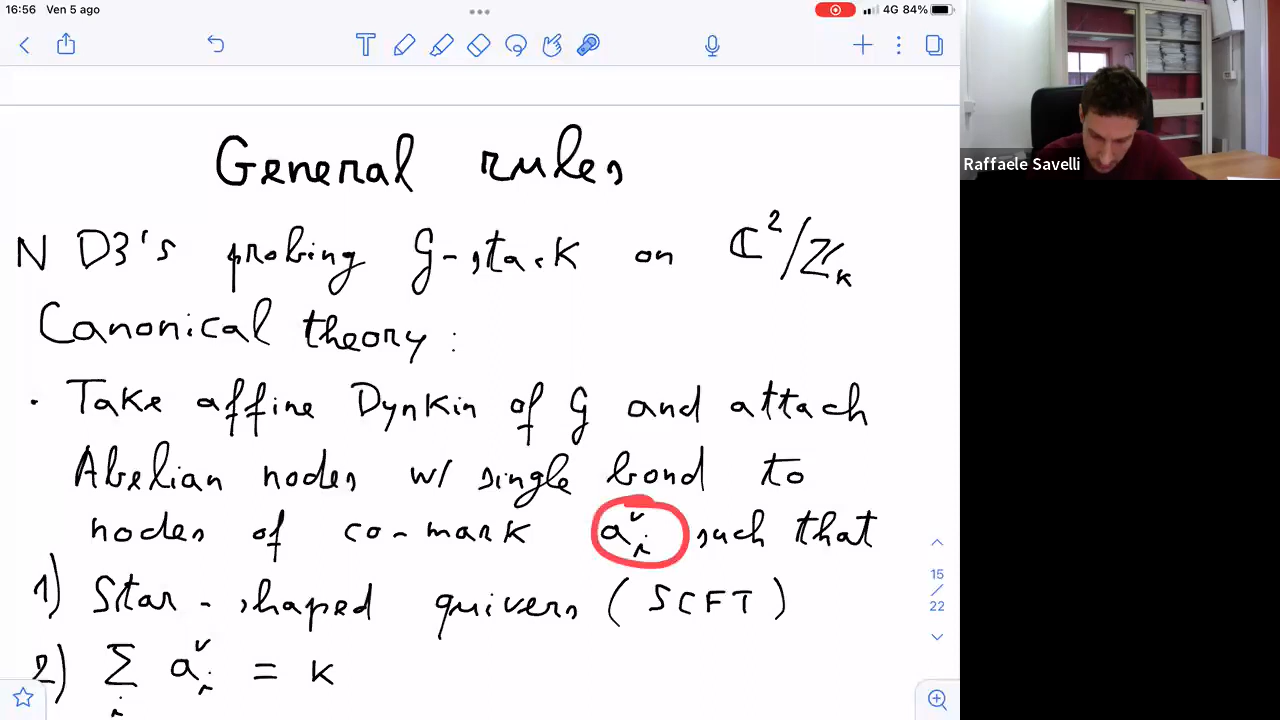 16:56 Ven 5 ago
4G 84%
General rules
N D3's probing G-stack on ℂ²/ℤₖ
Canonical theory:
• Take affine Dynkin of G and attach
Abelian nodes w/ single bond to
nodes of co-mark aᵢᵛ such that
1) Star-shaped quivers (SCFT)
2) Σᵢ aᵢᵛ = k
15
/
22
Raffaele Savelli